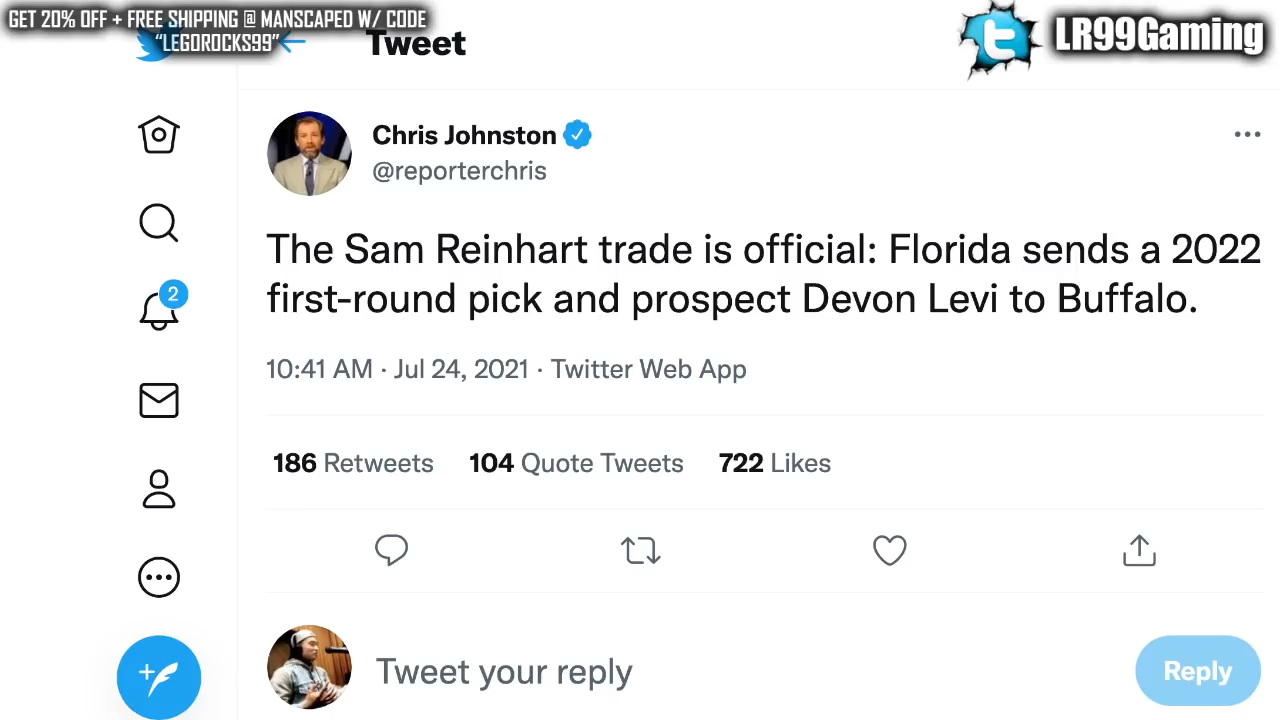 GET 20% OFF + FREE SHIPPING @ MANSCAPED W/ CODE
"LEGOROCKS99"
Tweet
LR99Gaming
Chris Johnston
@reporterchris
The Sam Reinhart trade is official: Florida sends a 2022
first-round pick and prospect Devon Levi to Buffalo.
2
10:41 AM · Jul 24, 2021 · Twitter Web App
186 Retweets 104 Quote Tweets 722 Likes
Tweet your reply
Reply